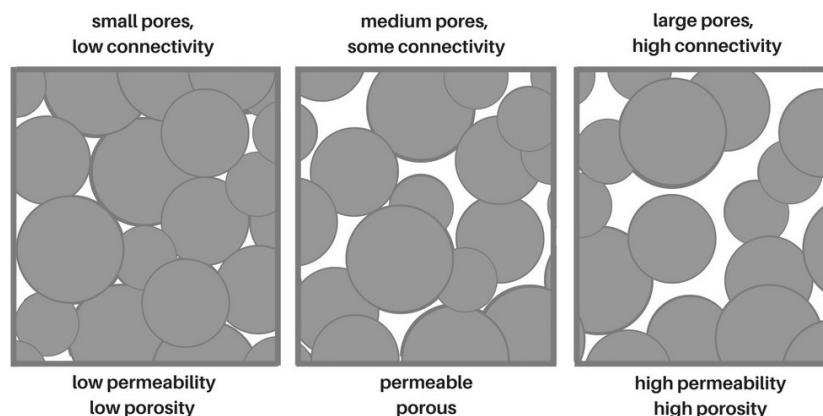 small pores,
low connectivity
medium pores,
some connectivity
large pores,
high connectivity
low permeability
low porosity
permeable
porous
high permeability
high porosity